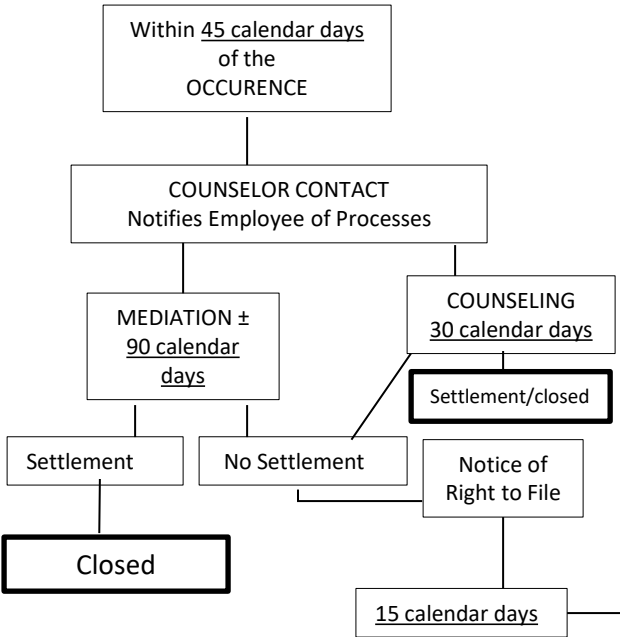 Within 45 calendar days
of the
OCCURENCE
COUNSELOR CONTACT
Notifies Employee of Processes
MEDIATION ±
90 calendar
days
COUNSELING
30 calendar days
Settlement/closed
Settlement
No Settlement
Notice of
Right to File
Closed
15 calendar days